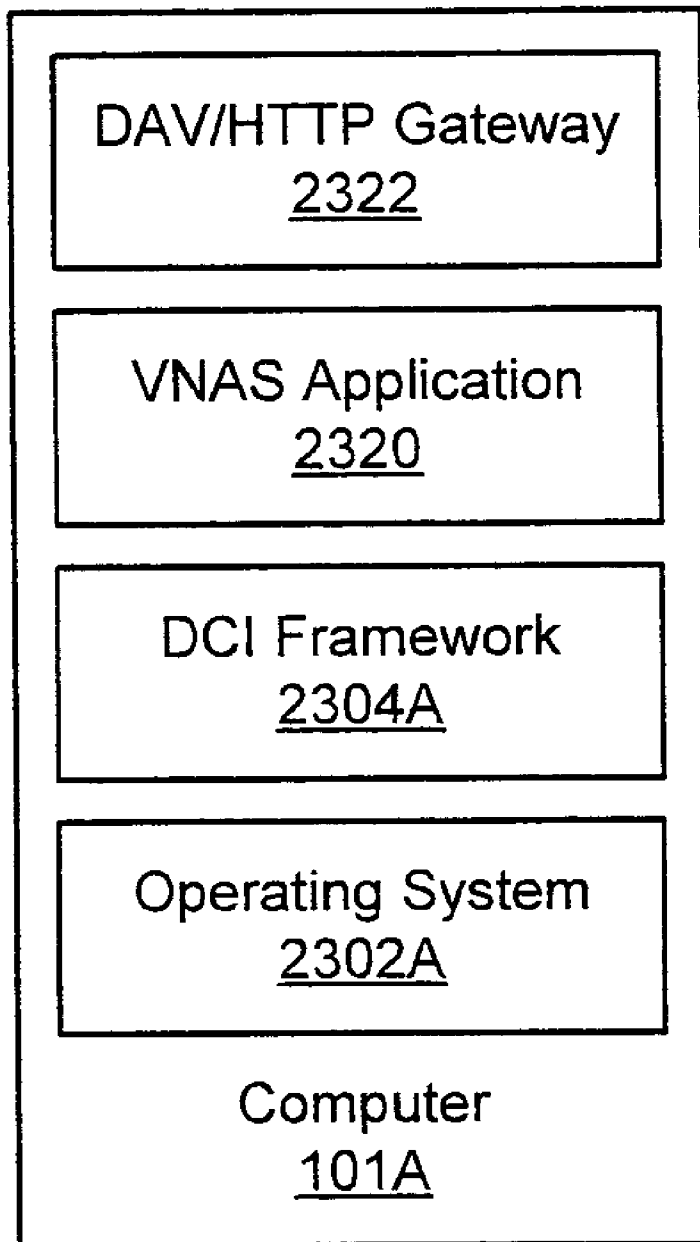 DAV/HTTP Gateway
2322
VNAS Application
2320
DCI Framework
2304A
Operating System
2302A
Computer
101A